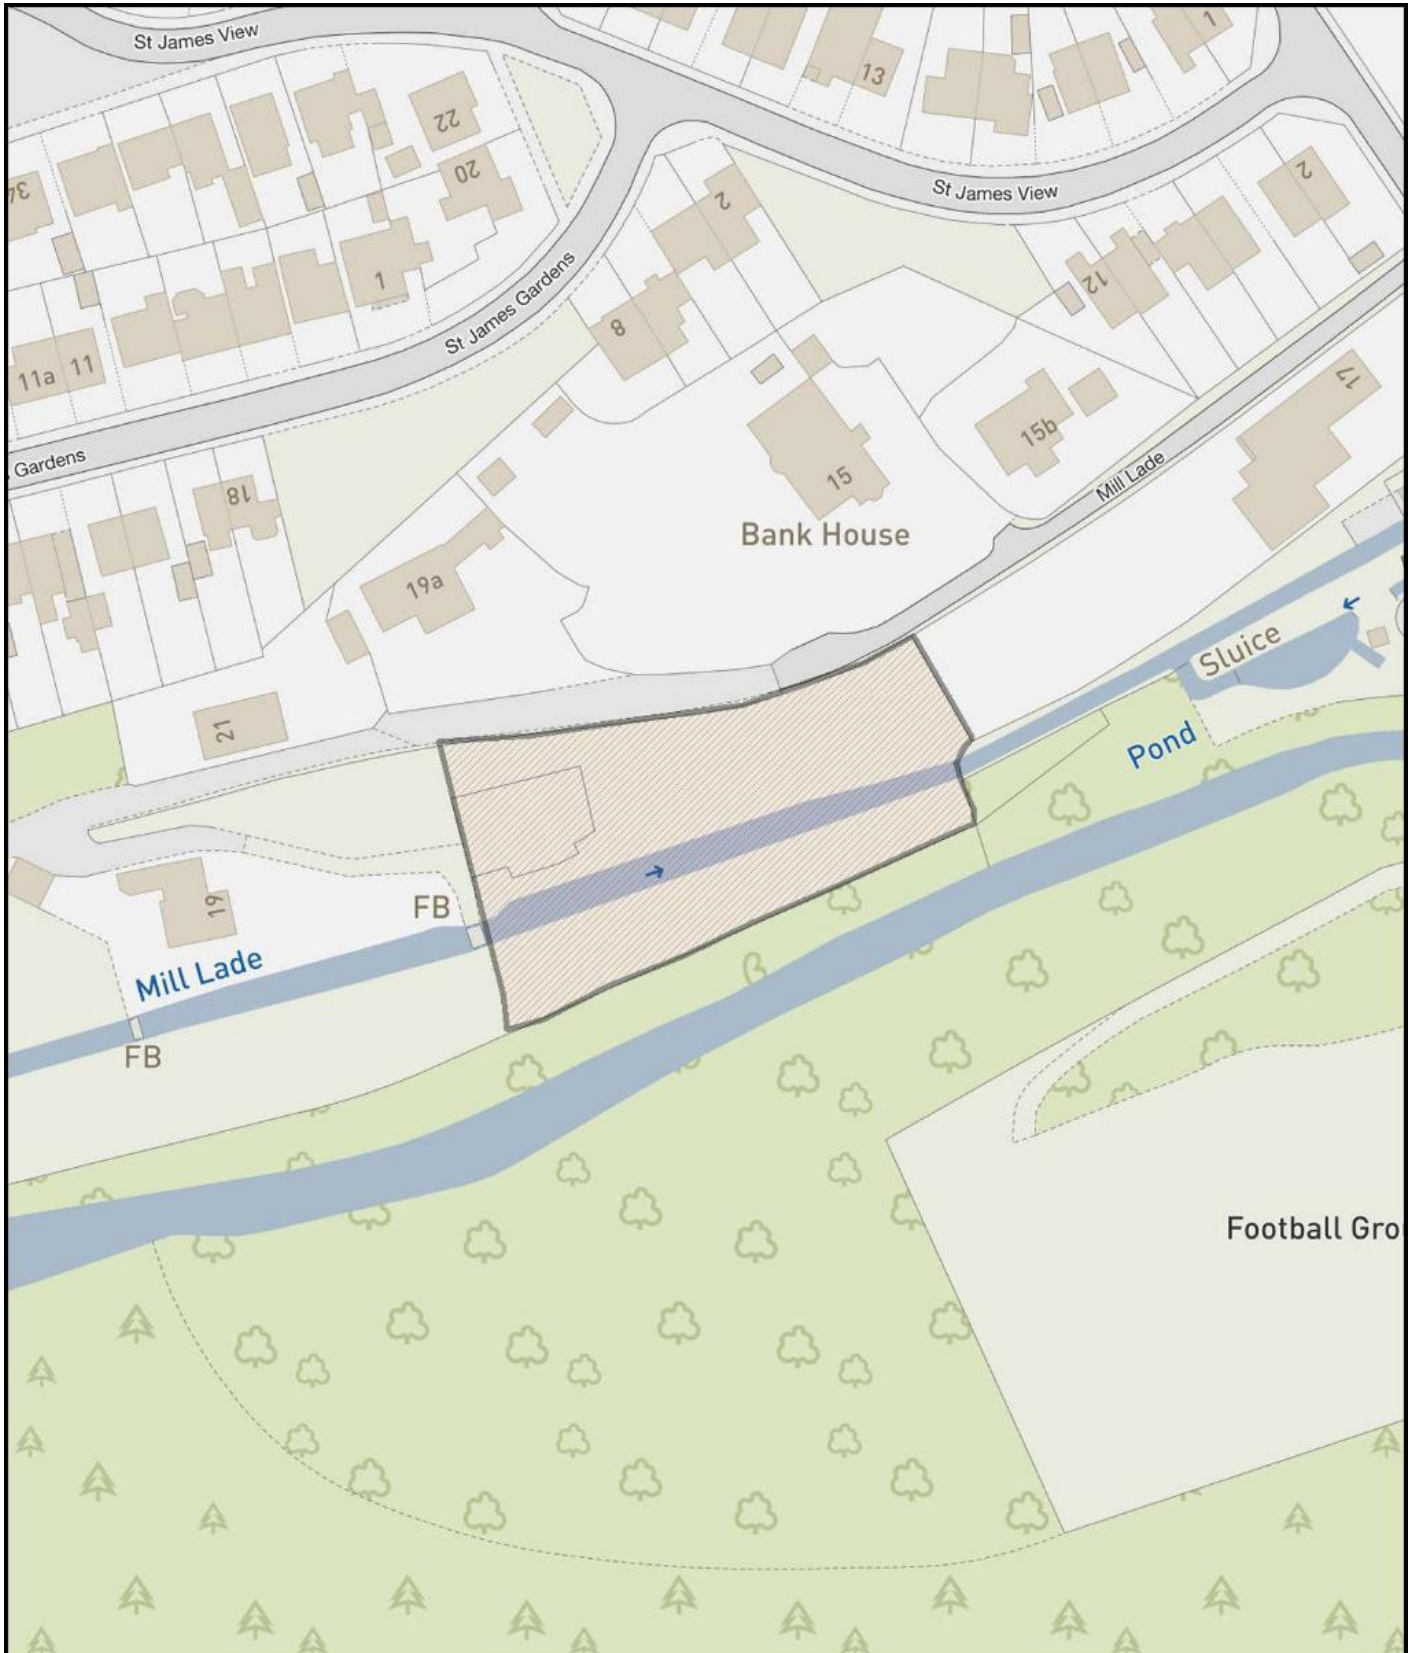 St James View
13
1
22
34
20
2
St James View
2
1
St James Gardens
12
8
11a 11
17
Gardens
15b
18
15
Mill Lade
Bank House
19a
Sluice
21
Pond
FB
19
Mill Lade
FB
Football Gro